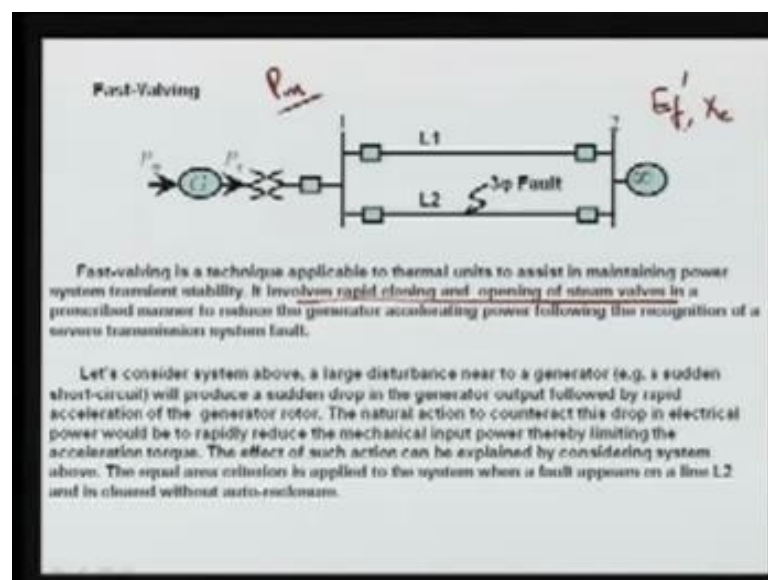 Fast-Valving
Pm
Ef', Xe
1
2
L1
Pm
Pe
G
∞
L2
3φ Fault
Fast-valving is a technique applicable to thermal units to assist in maintaining power
system transient stability. It involves rapid closing and opening of steam valves in a
prescribed manner to reduce the generator accelerating power following the recognition of a
severe transmission system fault.
Let's consider system above, a large disturbance near to a generator (e.g. a sudden
short-circuit) will produce a sudden drop in the generator output followed by rapid
acceleration of the generator rotor. The natural action to counteract this drop in electrical
power would be to rapidly reduce the mechanical input power thereby limiting the
acceleration torque. The effect of such action can be explained by considering system
above. The equal area criterion is applied to the system when a fault appears on a line L2
and is cleared without auto-reclosure.